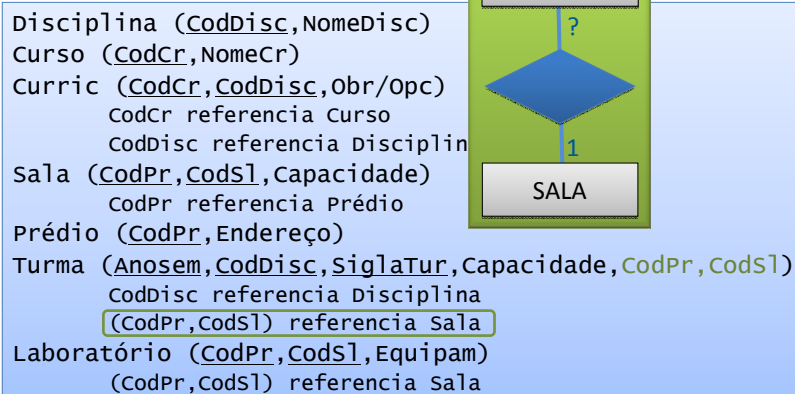 Disciplina (CodDisc,NomeDisc)
Curso (CodCr,NomeCr)
Curric (CodCr,CodDisc,Obr/Opc)
CodCr referencia Curso
CodDisc referencia Disciplin
Sala (CodPr,CodSl,Capacidade)
CodPr referencia Prédio
Prédio (CodPr,Endereço)
Turma (Anosem,CodDisc,SiglaTur,Capacidade,CodPr,CodSl)
CodDisc referencia Disciplina
(CodPr,CodSl) referencia Sala
Laboratório (CodPr,CodSl,Equipam)
(CodPr,CodSl) referencia Sala
?
1
SALA